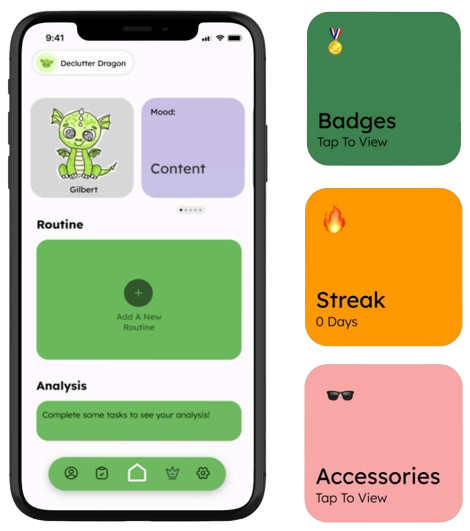 9:41
Declutter Dragon
Mood:
Content
Gilbert
Routine
Add A New
Routine
Analysis
Complete some tasks to see your analysis!
Badges
Tap To View
Streak
0 Days
Accessories
Tap To View